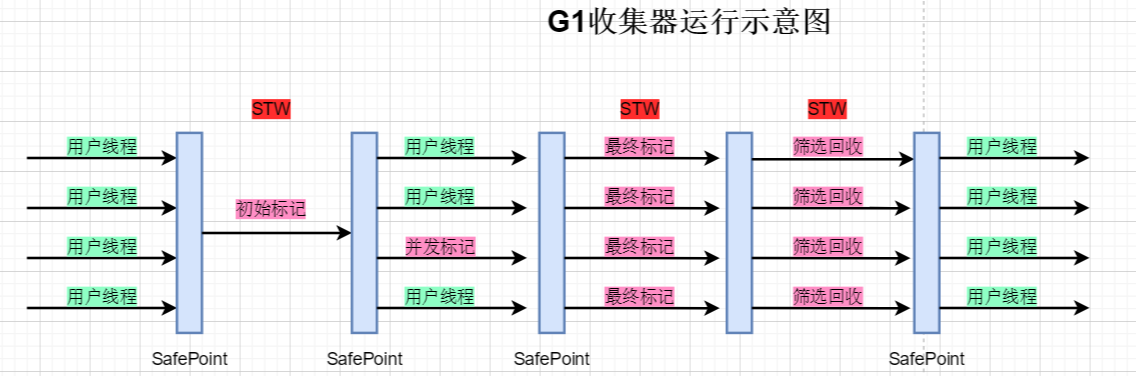 G1收集器运行示意图
STW
STW
STW
用户线程
用户线程
最终标记
筛选回收
用户线程
用户线程
初始标记
用户线程
最终标记
筛选回收
用户线程
用户线程
并发标记
最终标记
筛选回收
用户线程
用户线程
用户线程
最终标记
筛选回收
用户线程
SafePoint
SafePoint
SafePoint
SafePoint